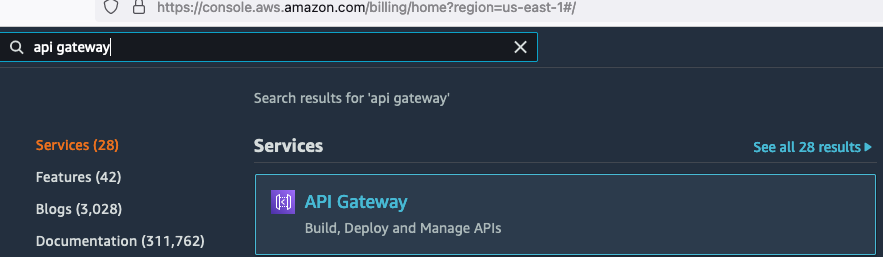 https://console.aws.amazon.com/billing/home?region=us-east-1#/
api gateway
Search results for 'api gateway'
Services (28)
Features (42)
Blogs (3,028)
Documentation (311,762)
Services
See all 28 results
API Gateway
Build, Deploy and Manage APIs